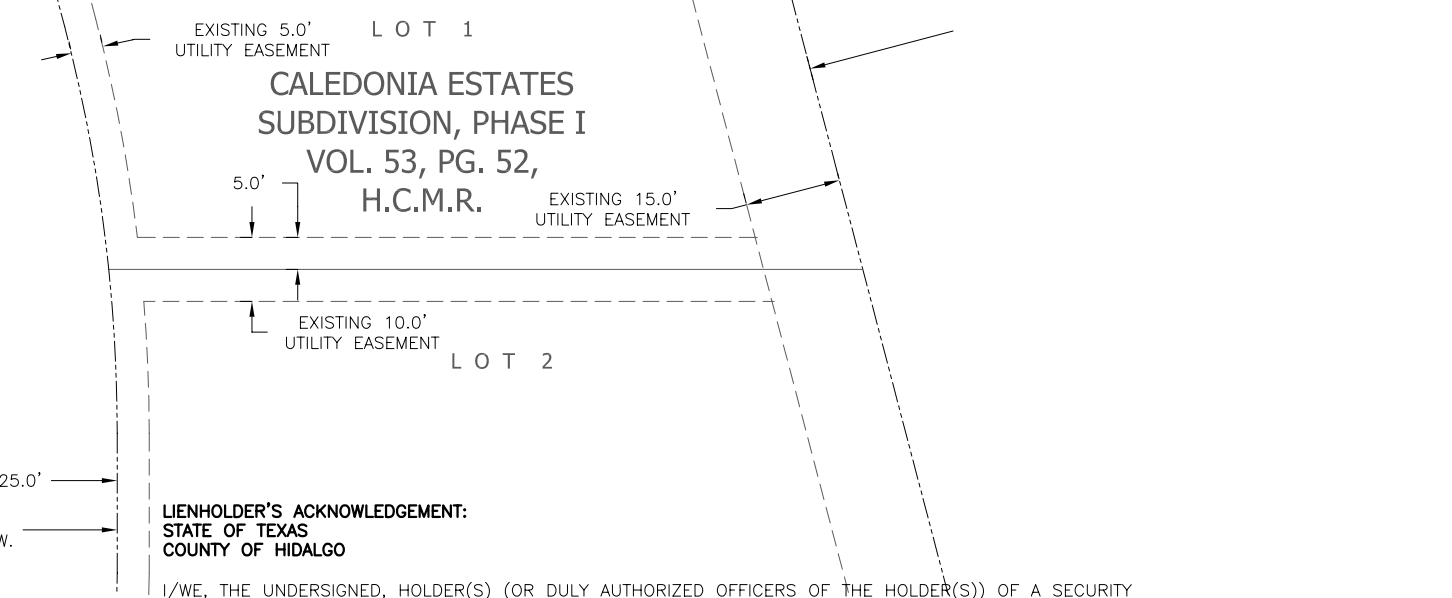 EXISTING 5.0'
UTILITY EASEMENT
LOT 1
CALEDONIA ESTATES
SUBDIVISION, PHASE I
VOL. 53, PG. 52,
H.C.M.R.
5.0'
EXISTING 15.0'
UTILITY EASEMENT
EXISTING 10.0'
UTILITY EASEMENT
LOT 2
25.0'
W.
LIENHOLDER'S ACKNOWLEDGEMENT:
STATE OF TEXAS
COUNTY OF HIDALGO
I/WE, THE UNDERSIGNED, HOLDER(S) (OR DULY AUTHORIZED OFFICERS OF THE HOLDER(S)) OF A SECURITY